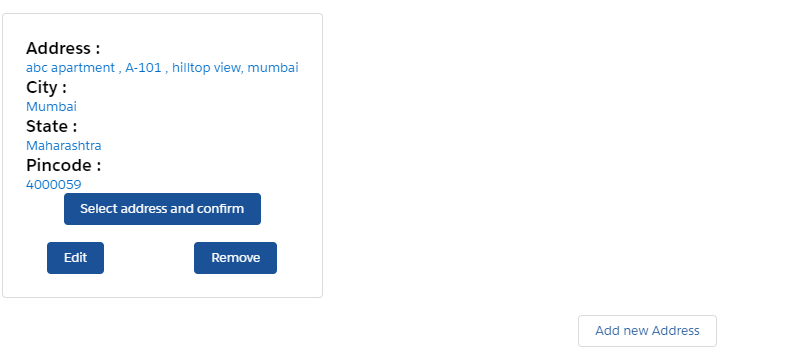 Address :
abc apartment , A-101 , hilltop view, mumbai
City :
Mumbai
State :
Maharashtra
Pincode :
4000059
Select address and confirm
Edit Remove
Add new Address